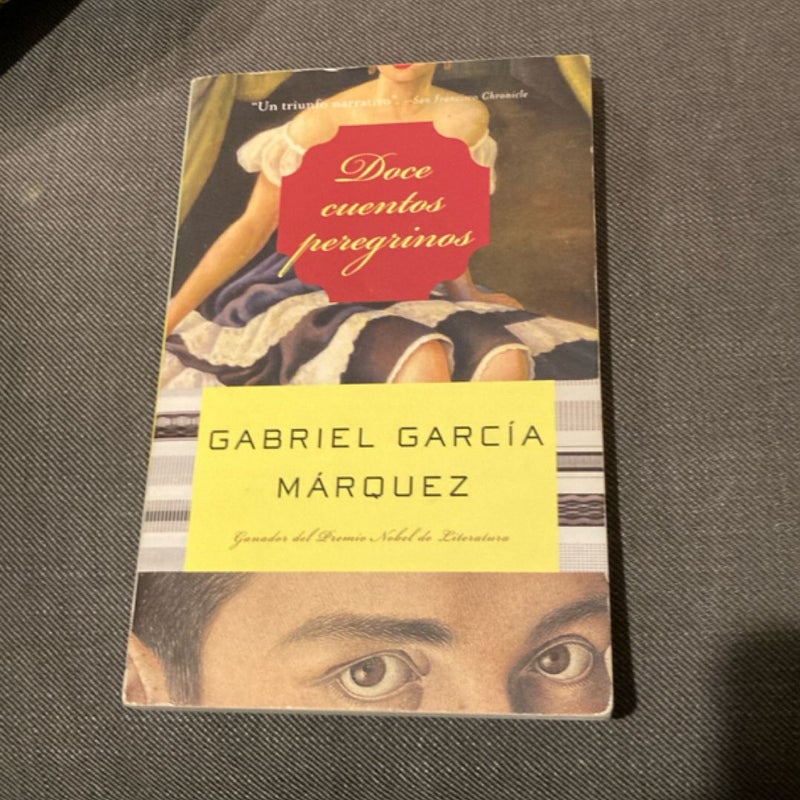 "Un triunfo narrativo". —San Francisco Chronicle
Doce
cuentos
peregrinos
GABRIEL GARCÍA
MÁRQUEZ
Ganador del Premio Nobel de Literatura